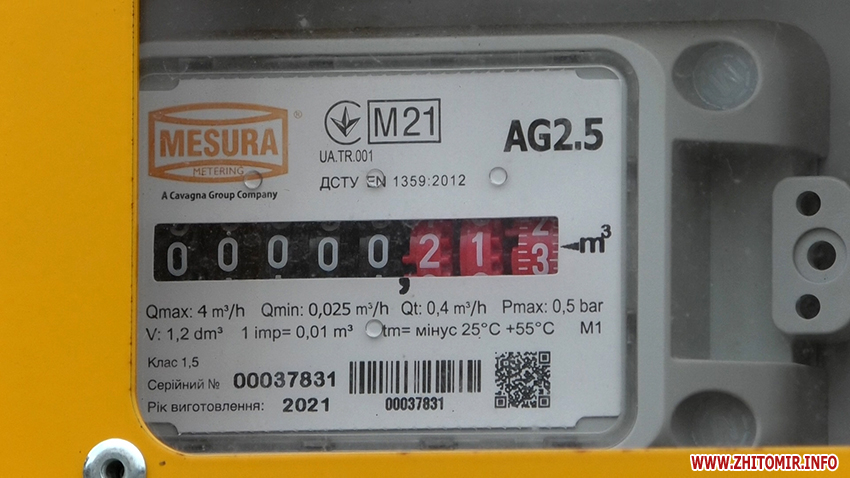 MESURA ®
METERING
A Cavagna Group Company
M21
UA.TR.001
AG2.5
ДСТУ EN 1359:2012
00000,213 m³
Qmax: 4 m³/h Qmin: 0,025 m³/h Qt: 0,4 m³/h Pmax: 0,5 bar
V: 1,2 dm³ 1 imp= 0,01 m³ tm= мінус 25°C +55°C M1
Клас 1,5
Серійний № 00037831
Рік виготовлення: 2021
00037831
WWW.ZHITOMIR.INFO